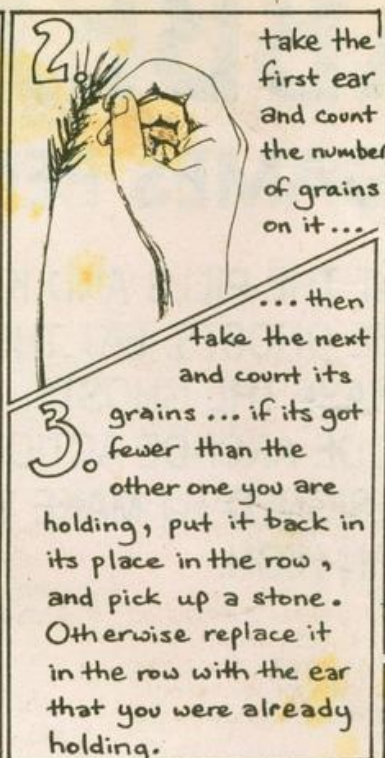 2.
take the
first ear
and count
the number
of grains
on it...
... then
take the next
and count its
3.
grains ... if its got
fewer than the
other one you are
holding, put it back in
its place in the row,
and pick up a stone.
Otherwise replace it
in the row with the ear
that you were already
holding.